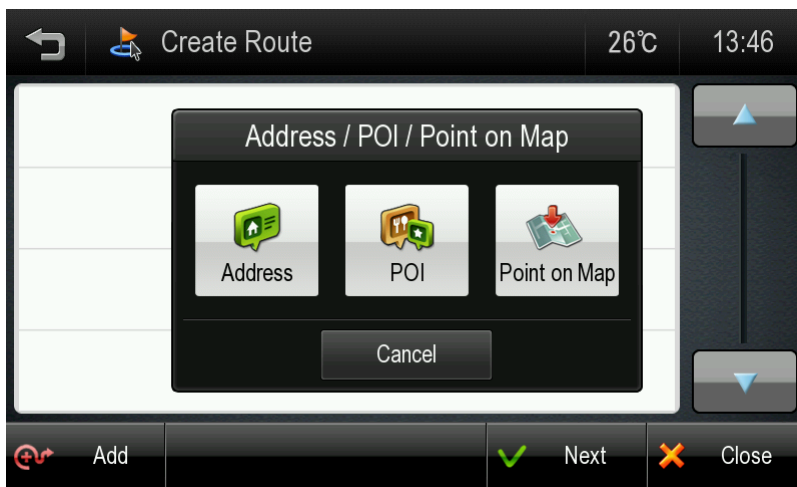 Create Route 26°C 13:46
Address / POI / Point on Map
Address POI Point on Map
Cancel
Add Next Close